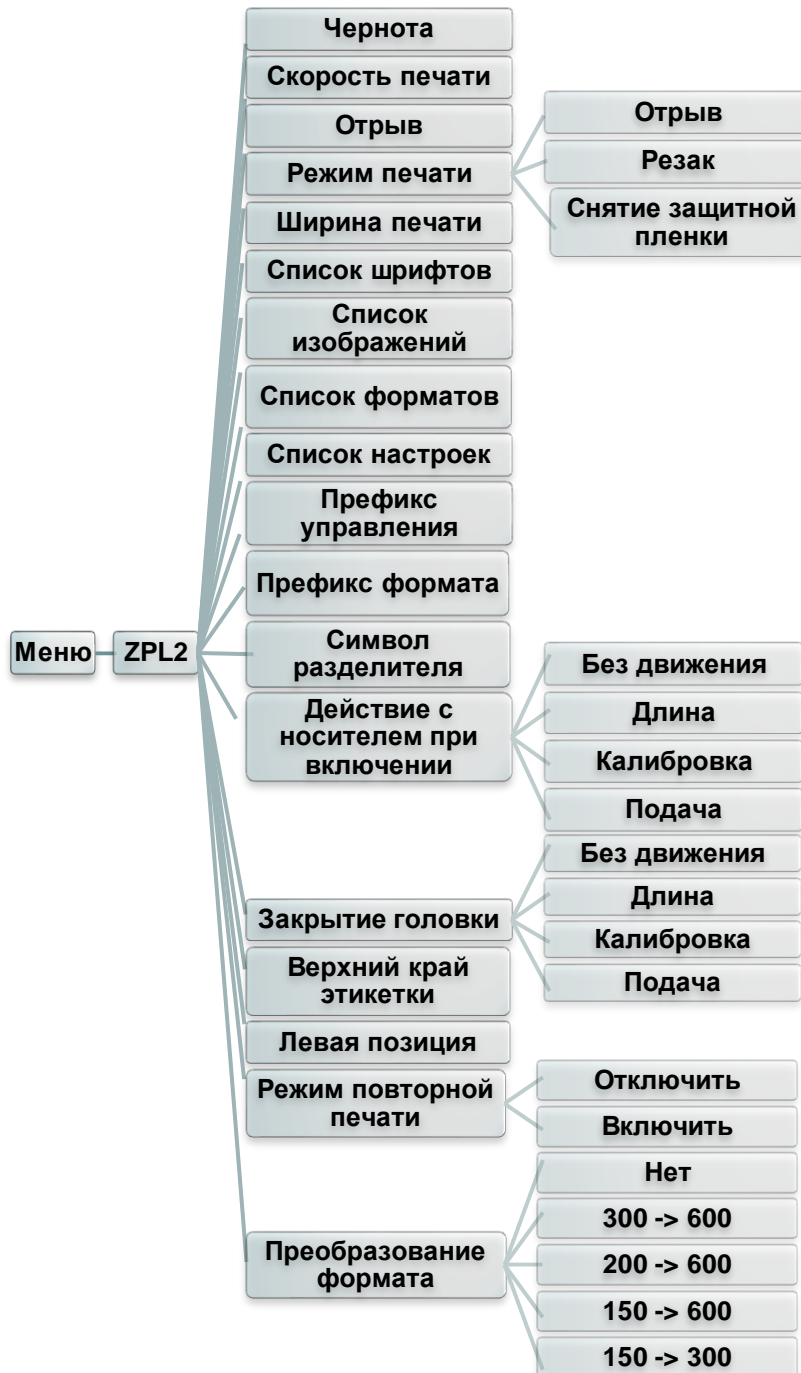 Чернота
Скорость печати
Отрыв
Режим печати
Отрыв
Резак
Снятие защитной
пленки
Ширина печати
Список шрифтов
Список
изображений
Список форматов
Список настроек
Префикс
управления
Префикс формата
Меню
ZPL2
Символ
разделителя
Действие с
носителем при
включении
Без движения
Длина
Калибровка
Подача
Закрытие головки
Без движения
Длина
Калибровка
Подача
Верхний край
этикетки
Левая позиция
Режим повторной
печати
Отключить
Включить
Преобразование
формата
Нет
300 -> 600
200 -> 600
150 -> 600
150 -> 300